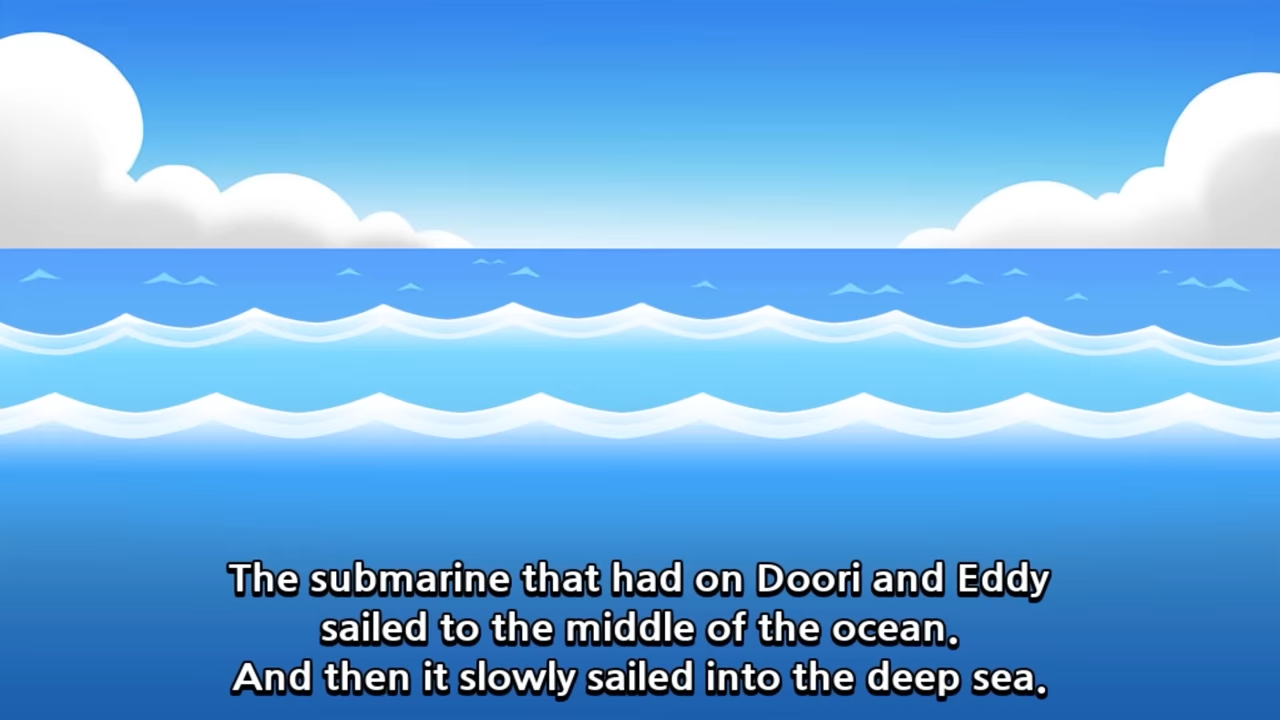 The submarine that had on Doori and Eddy
sailed to the middle of the ocean.
And then it slowly sailed into the deep sea.